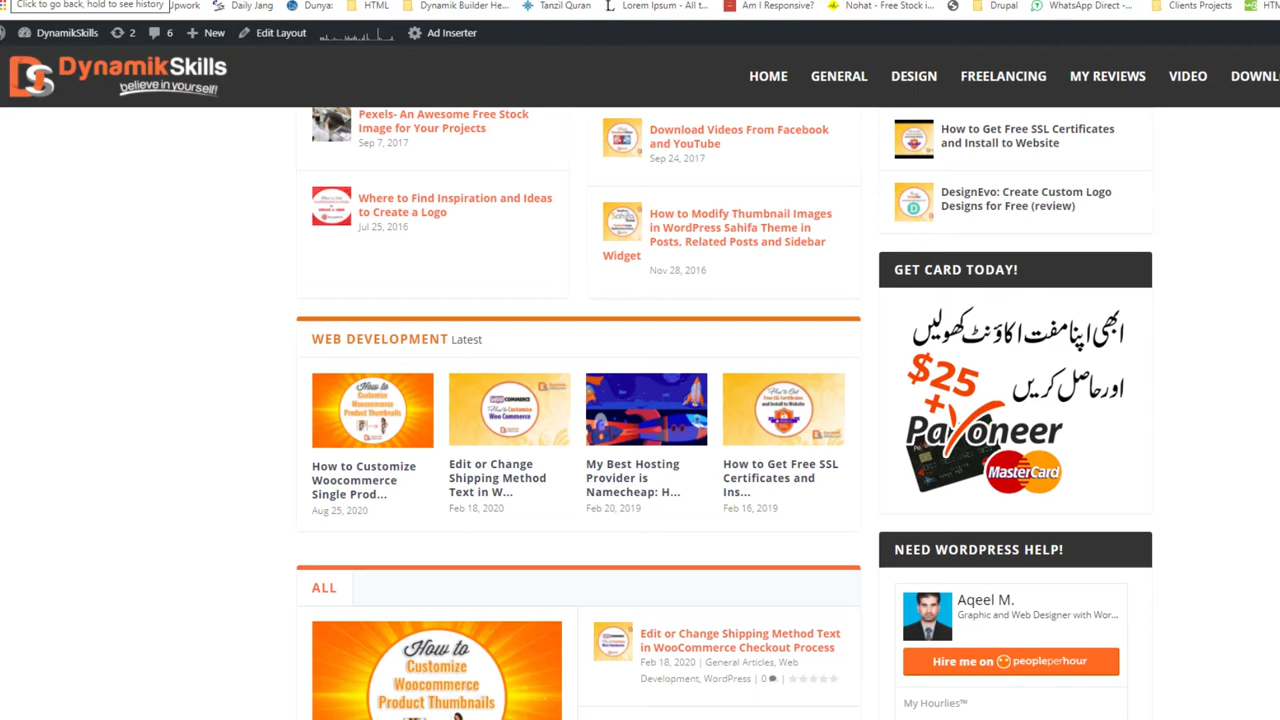 Click to go back, hold to see history
Upwork
Daily Jang
Dunya:
HTML
Dynamik Builder He...
Tanzil Quran
Lorem Ipsum - All t...
Am I Responsive?
Nohat - Free Stock i...
Drupal
WhatsApp Direct -...
Clients Projects
DynamikSkills
2
6
New
Edit Layout
Ad Inserter
DynamikSkills
believe in yourself!
HOME
GENERAL
DESIGN
FREELANCING
MY REVIEWS
VIDEO
Pexels- An Awesome Free Stock
Image for Your Projects
Sep 7, 2017
Where to Find Inspiration and Ideas
to Create a Logo
Jul 25, 2016
Download Videos From Facebook
and YouTube
Sep 24, 2017
How to Modify Thumbnail Images
in WordPress Sahifa Theme in
Posts, Related Posts and Sidebar
Widget
Nov 28, 2016
How to Get Free SSL Certificates
and Install to Website
DesignEvo: Create Custom Logo
Designs for Free (review)
GET CARD TODAY!
ابھی اپنا مفت اکاؤنٹ کھولیں
$25
اور حاصل کریں
+
Payoneer
MasterCard
WEB DEVELOPMENT Latest
How to
Customize
Woocommerce
Product Thumbnails
How to Customize
Woocommerce
Single Prod...
Aug 25, 2020
Edit or Change
Shipping Method
Text in W...
Feb 18, 2020
My Best Hosting
Provider is
Namecheap: H...
Feb 20, 2019
How to Get Free SSL
Certificates and
Ins...
Feb 16, 2019
ALL
How to
Customize
Woocommerce
Product Thumbnails
Edit or Change Shipping Method Text
in WooCommerce Checkout Process
Feb 18, 2020 | General Articles, Web
Development, WordPress | 0 |
NEED WORDPRESS HELP!
Aqeel M.
Graphic and Web Designer with Wor...
Hire me on peopleperhour
My Hourlies™